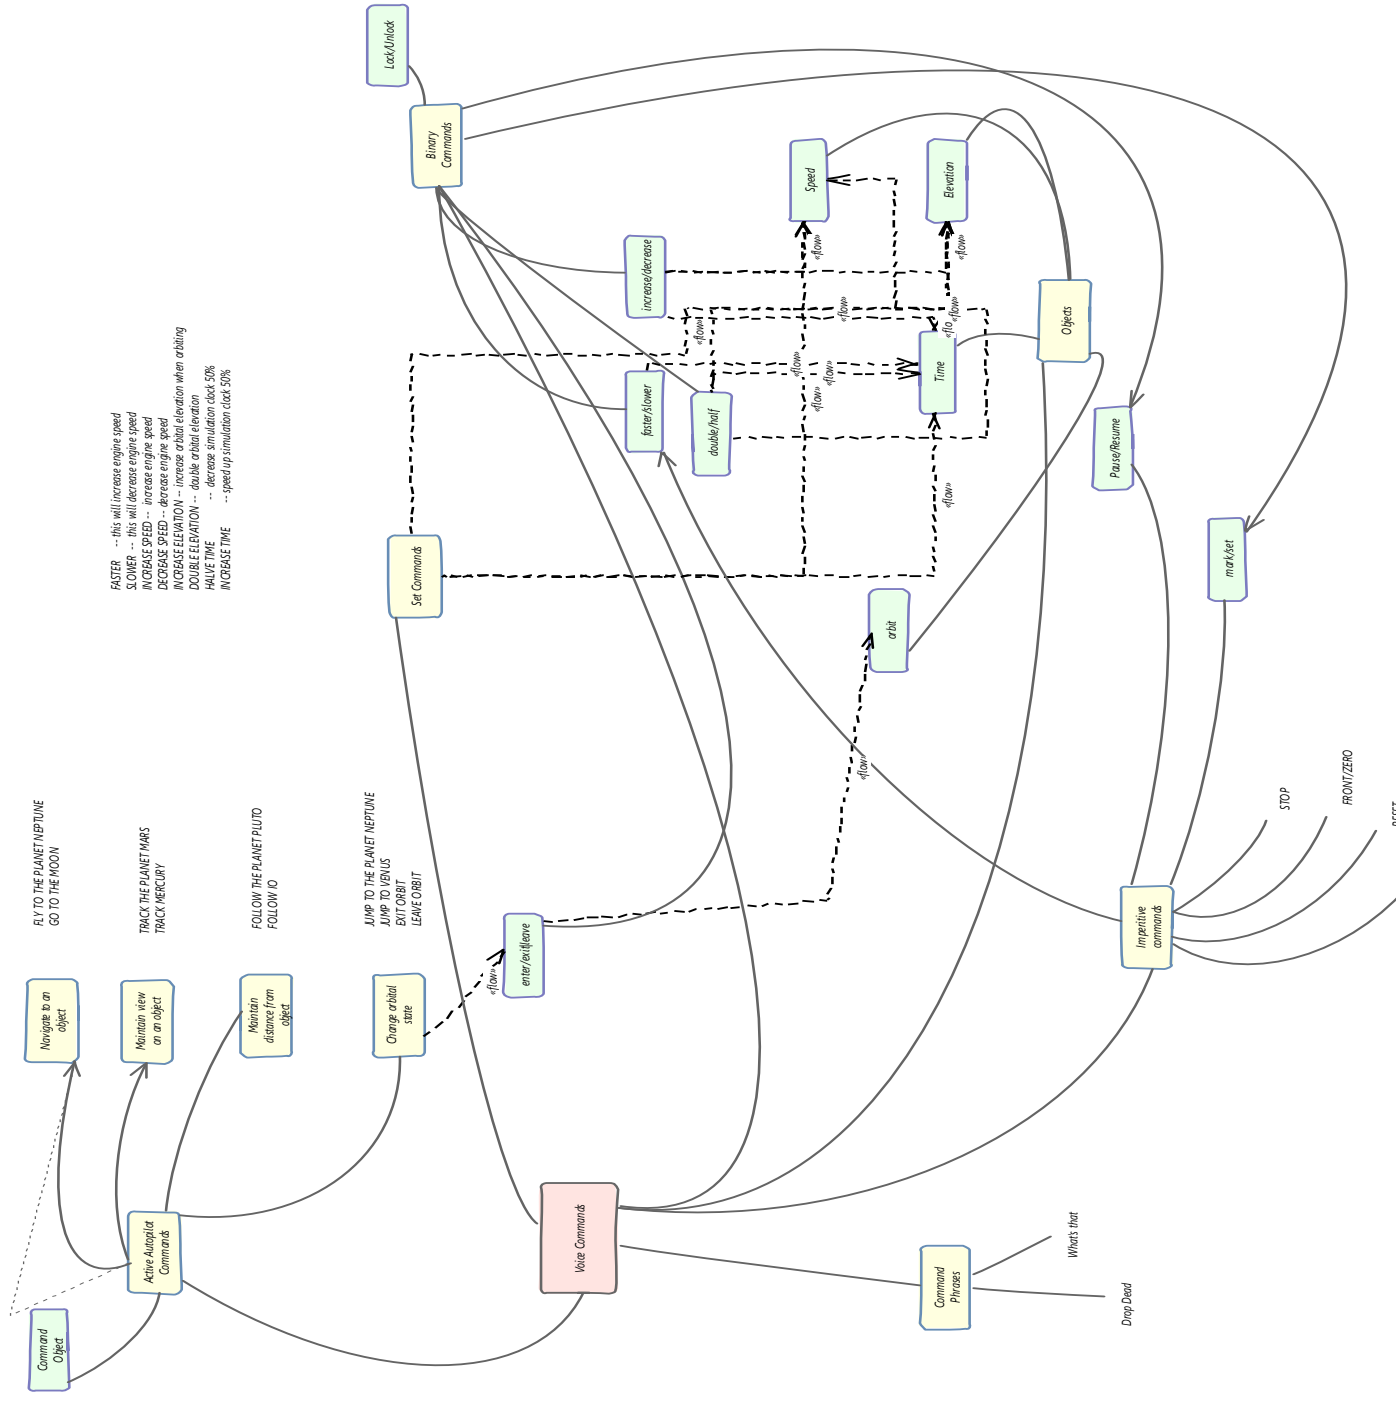 Lock/Unlock
Binary
Commands
Speed
Elevation
increase/decrease
Objects
Time
faster/slower
double/half
Pause/Resume
mark/set
Set Commands
orbit
FASTER -- this will increase engine speed
SLOWER -- this will decrease engine speed
INCREASE SPEED -- increase engine speed
DECREASE SPEED -- decrease engine speed
INCREASE ELEVATION -- increase orbital elevation when orbiting
DOUBLE ELEVATION -- double orbital elevation
HALVE TIME -- decrease simulation clock 50%
INCREASE TIME -- speed up simulation clock 50%
«flow»
«flow»
«flow»
«flow»
«flow»
«flo
«flow»
«flow»
«flow»
«flow»
«flow»
«flow»
FLY TO THE PLANET NEPTUNE
GO TO THE MOON
TRACK THE PLANET MARS
TRACK MERCURY
FOLLOW THE PLANET PLUTO
FOLLOW IO
JUMP TO THE PLANET NEPTUNE
JUMP TO VENUS
EXIT ORBIT
LEAVE ORBIT
Navigate to an
object
Maintain view
on an object
Maintain
distance from
object
Change orbital
state
enter/exit/leave
Imperitive
commands
STOP
FRONT/ZERO
Active Autopilot
Commands
Command
Object
Voice Commands
Command
Phrases
What's that
Drop Dead